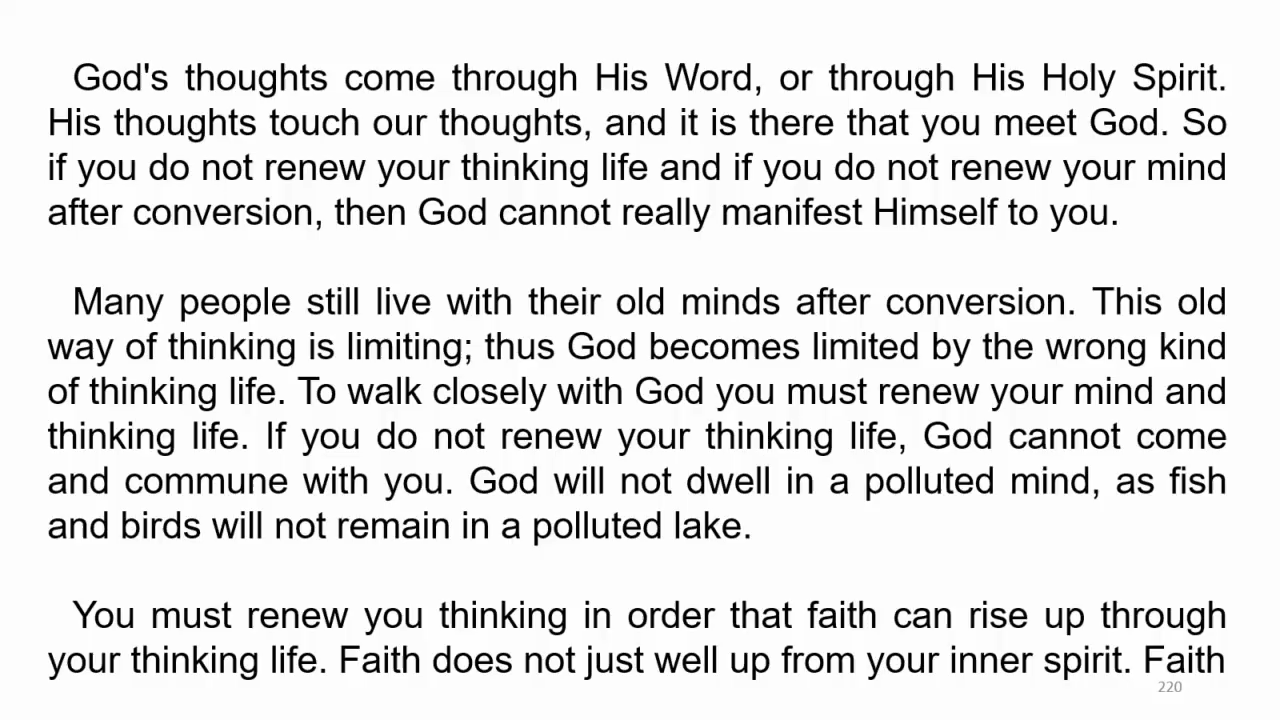 God's thoughts come through His Word, or through His Holy Spirit.
His thoughts touch our thoughts, and it is there that you meet God. So
if you do not renew your thinking life and if you do not renew your mind
after conversion, then God cannot really manifest Himself to you.
Many people still live with their old minds after conversion. This old
way of thinking is limiting; thus God becomes limited by the wrong kind
of thinking life. To walk closely with God you must renew your mind and
thinking life. If you do not renew your thinking life, God cannot come
and commune with you. God will not dwell in a polluted mind, as fish
and birds will not remain in a polluted lake.
You must renew you thinking in order that faith can rise up through
your thinking life. Faith does not just well up from your inner spirit. Faith
220